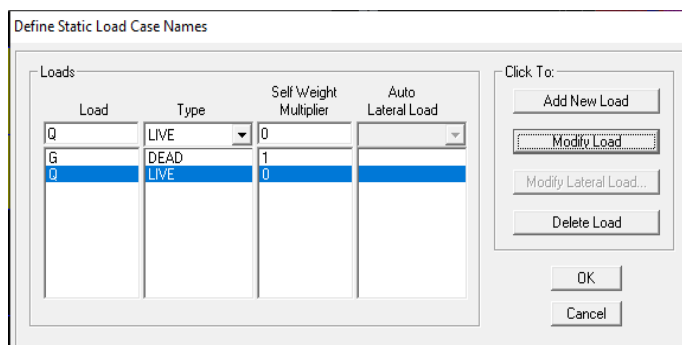 Define Static Load Case Names
Loads
Load Type Self Weight Multiplier Auto Lateral Load
Q LIVE 0
G DEAD 1
Q LIVE 0
Click To:
Add New Load
Modify Load
Modify Lateral Load...
Delete Load
OK
Cancel